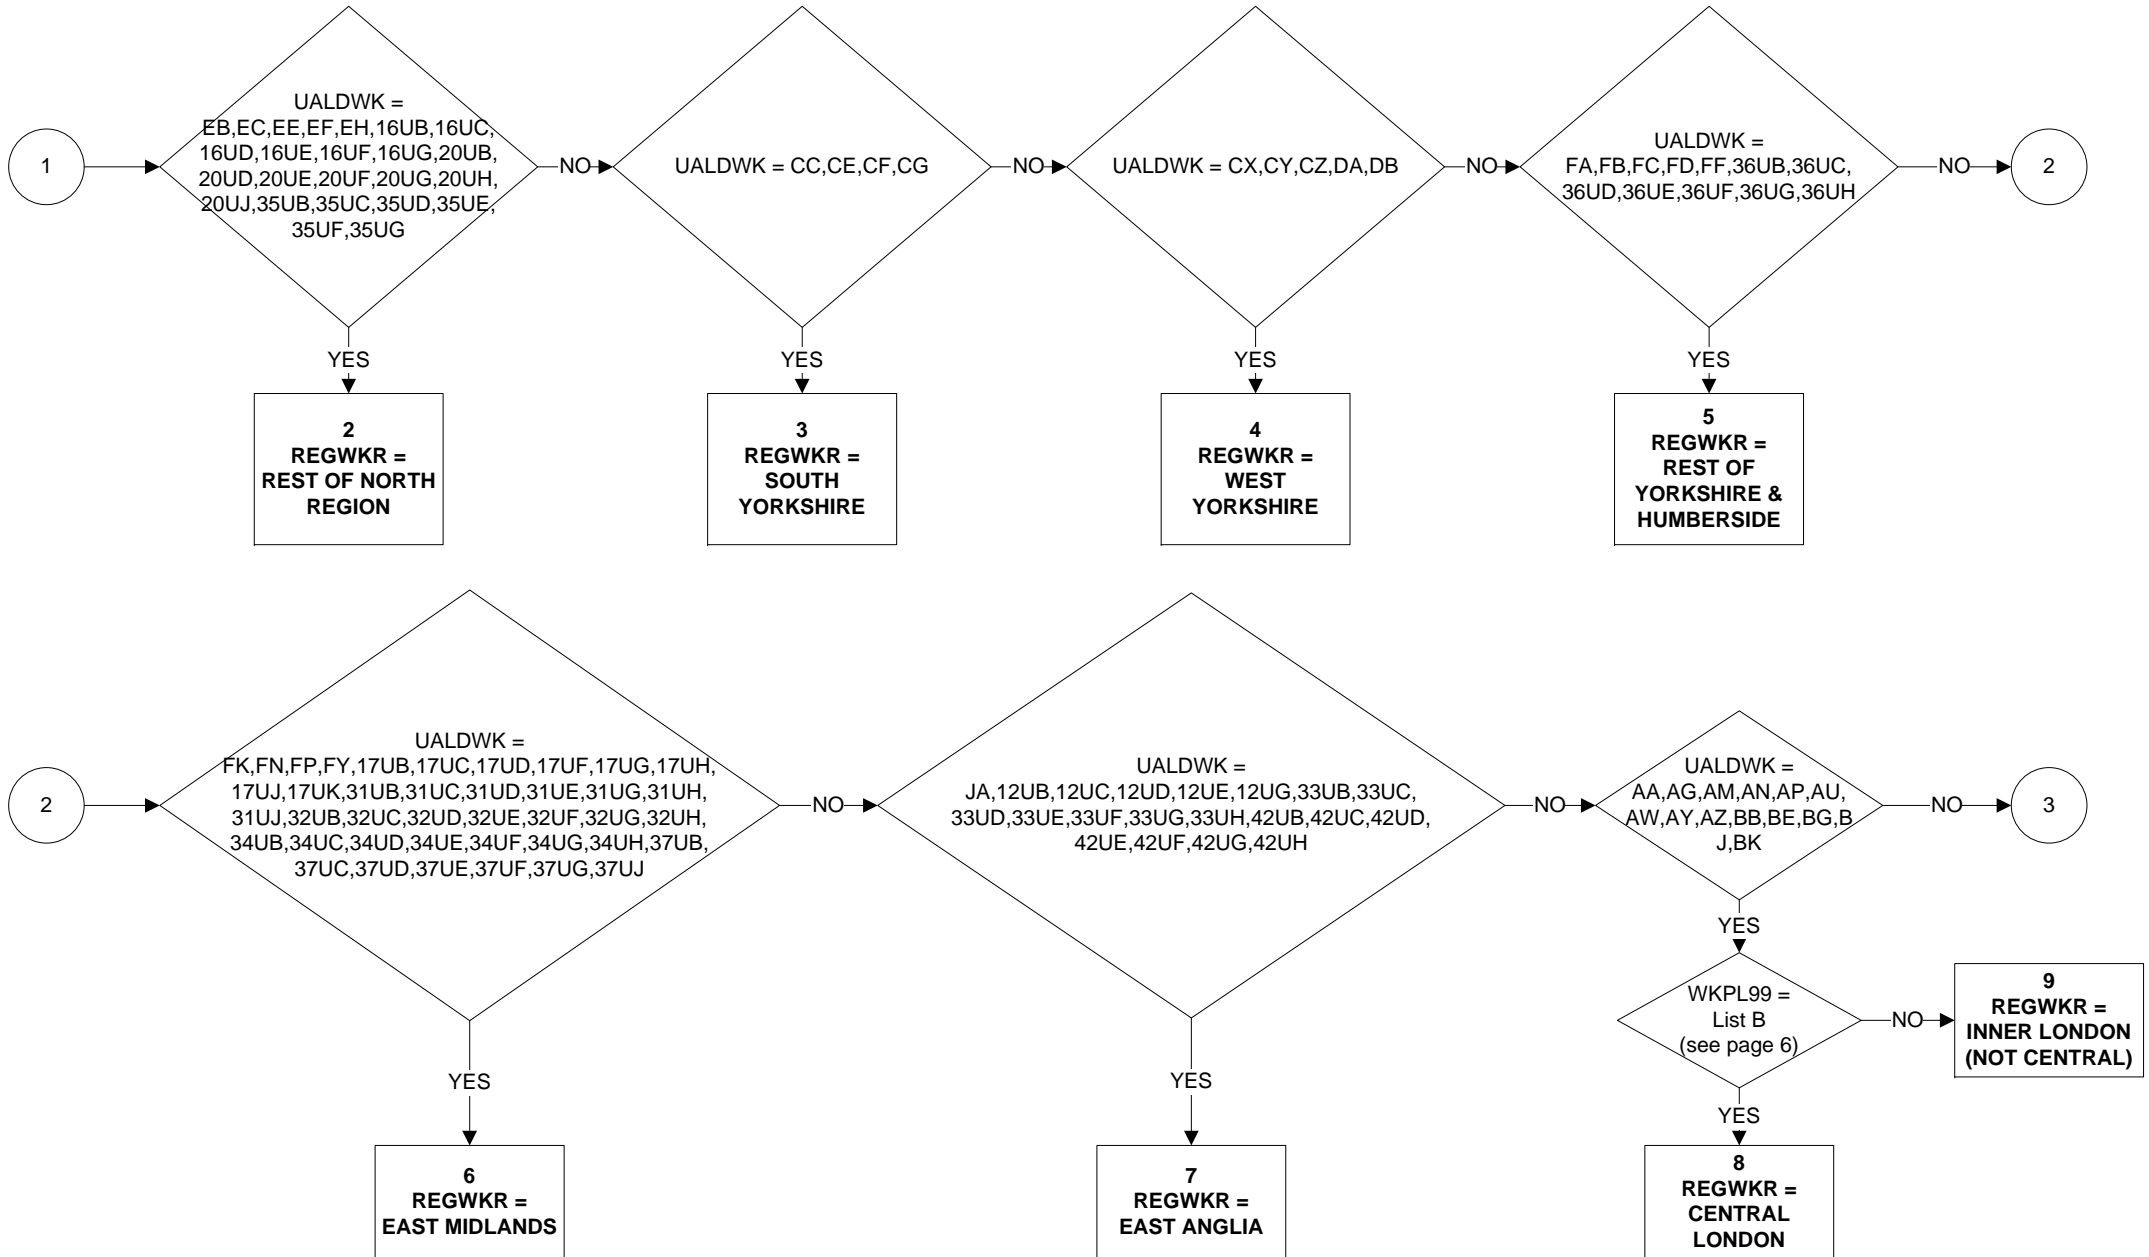 1
UALDWK =
EB,EC,EE,EF,EH,16UB,16UC,
16UD,16UE,16UF,16UG,20UB,
20UD,20UE,20UF,20UG,20UH,
20UJ,35UB,35UC,35UD,35UE,
35UF,35UG
NO
UALDWK = CC,CE,CF,CG
NO
UALDWK = CX,CY,CZ,DA,DB
NO
UALDWK =
FA,FB,FC,FD,FF,36UB,36UC,
36UD,36UE,36UF,36UG,36UH
NO
2
YES
YES
YES
YES
2
REGWKR =
REST OF NORTH
REGION
3
REGWKR =
SOUTH
YORKSHIRE
4
REGWKR =
WEST
YORKSHIRE
5
REGWKR =
REST OF
YORKSHIRE &
HUMBERSIDE
2
UALDWK =
FK,FN,FP,FY,17UB,17UC,17UD,17UF,17UG,17UH,
17UJ,17UK,31UB,31UC,31UD,31UE,31UG,31UH,
31UJ,32UB,32UC,32UD,32UE,32UF,32UG,32UH,
34UB,34UC,34UD,34UE,34UF,34UG,34UH,37UB,
37UC,37UD,37UE,37UF,37UG,37UJ
NO
UALDWK =
JA,12UB,12UC,12UD,12UE,12UG,33UB,33UC,
33UD,33UE,33UF,33UG,33UH,42UB,42UC,42UD,
42UE,42UF,42UG,42UH
NO
UALDWK =
AA,AG,AM,AN,AP,AU,
AW,AY,AZ,BB,BE,BG,B
J,BK
NO
3
YES
WKPL99 =
List B
(see page 6)
NO
9
REGWKR =
INNER LONDON
(NOT CENTRAL)
YES
YES
YES
6
REGWKR =
EAST MIDLANDS
7
REGWKR =
EAST ANGLIA
8
REGWKR =
CENTRAL
LONDON